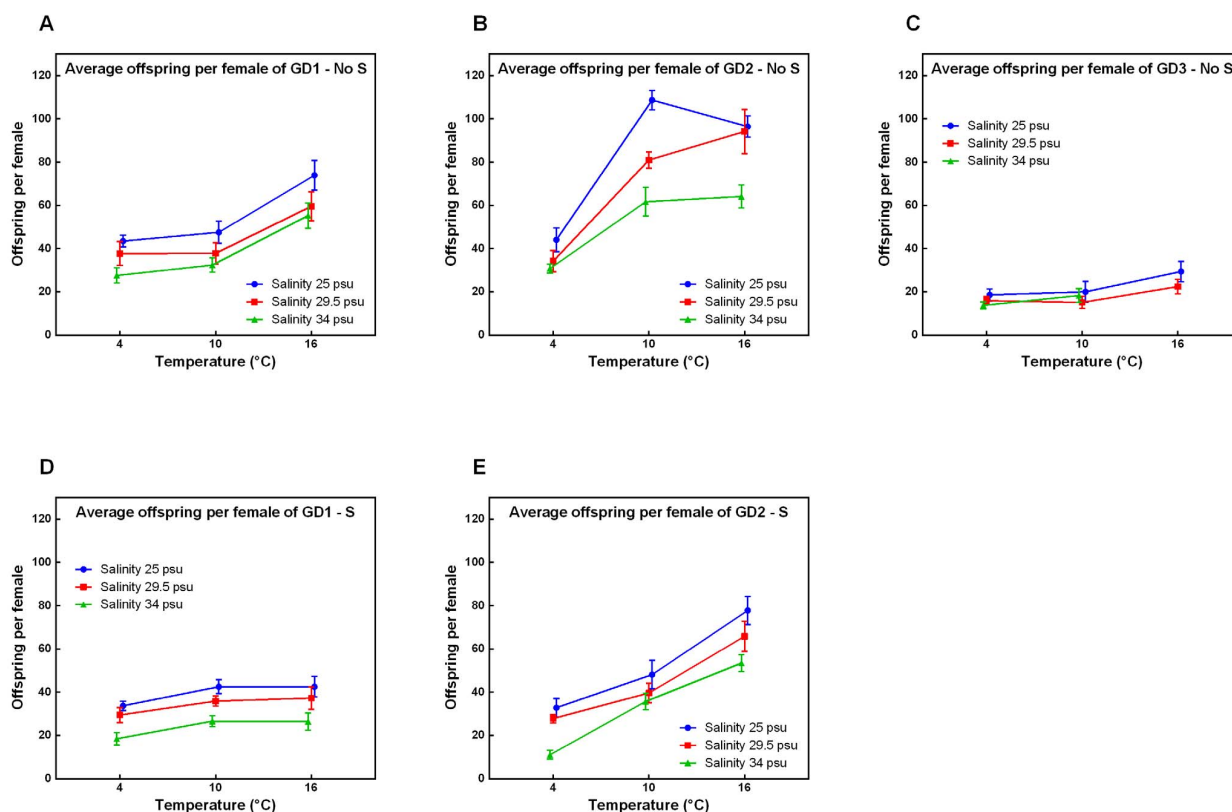 A
Average offspring per female of GD1 - No S
Offspring per female
120
100
80
60
40
20
0
Salinity 25 psu
Salinity 29.5 psu
Salinity 34 psu
4
10
16
Temperature (°C)
B
Average offspring per female of GD2 - No S
Offspring per female
120
100
80
60
40
20
0
Salinity 25 psu
Salinity 29.5 psu
Salinity 34 psu
4
10
16
Temperature (°C)
C
Average offspring per female of GD3 - No S
Offspring per female
120
100
80
60
40
20
0
Salinity 25 psu
Salinity 29.5 psu
Salinity 34 psu
4
10
16
Temperature (°C)
D
Average offspring per female of GD1 - S
Offspring per female
120
100
80
60
40
20
0
Salinity 25 psu
Salinity 29.5 psu
Salinity 34 psu
4
10
16
Temperature (°C)
E
Average offspring per female of GD2 - S
Offspring per female
120
100
80
60
40
20
0
Salinity 25 psu
Salinity 29.5 psu
Salinity 34 psu
4
10
16
Temperature (°C)